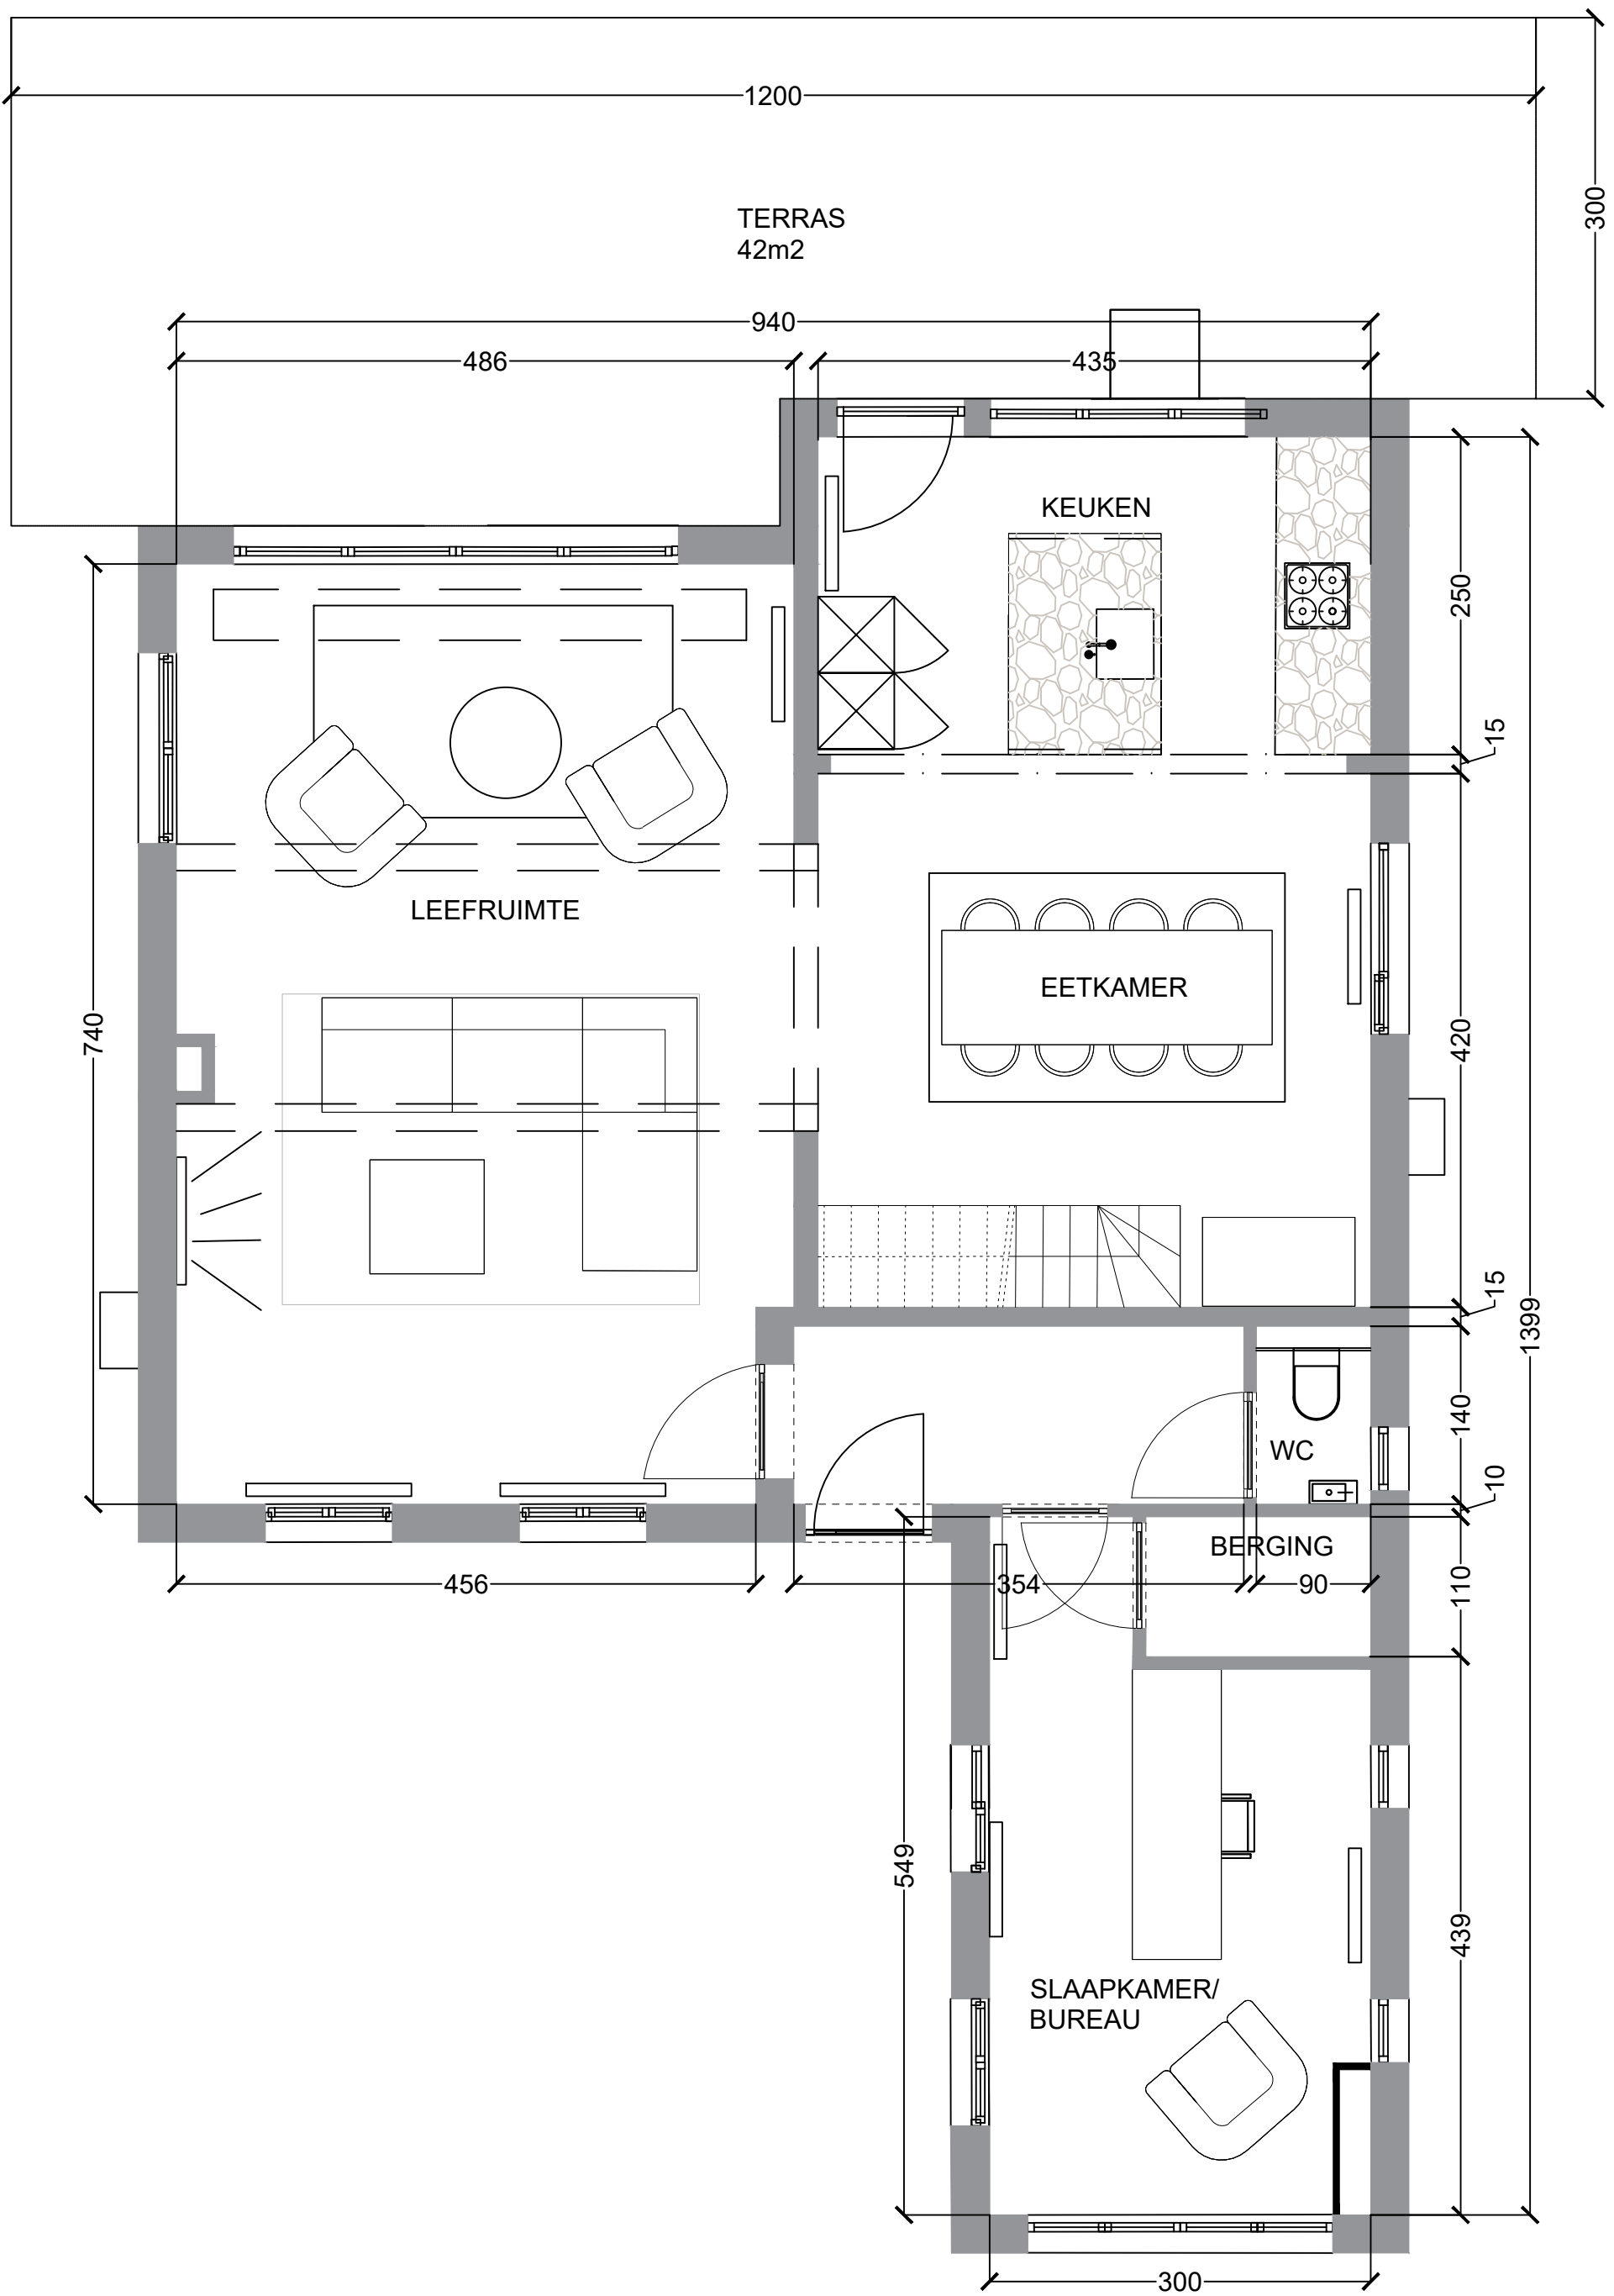 1200
300
TERRAS
42m2
940
486
435
KEUKEN
250
15
LEEFRUIMTE
EETKAMER
740
420
15
1399
140
WC
10
BERGING
456
354
90
110
549
439
SLAAPKAMER/
BUREAU
300